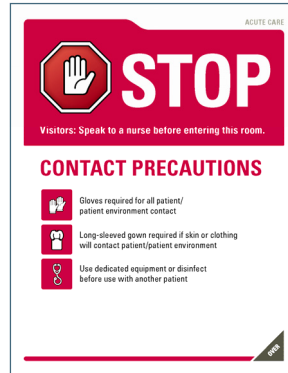 ACUTE CARE
STOP
Visitors: Speak to a nurse before entering this room.
CONTACT PRECAUTIONS
Gloves required for all patient/
patient environment contact
Long-sleeved gown required if skin or clothing
will contact patient/patient environment
Use dedicated equipment or disinfect
before use with another patient
OVER